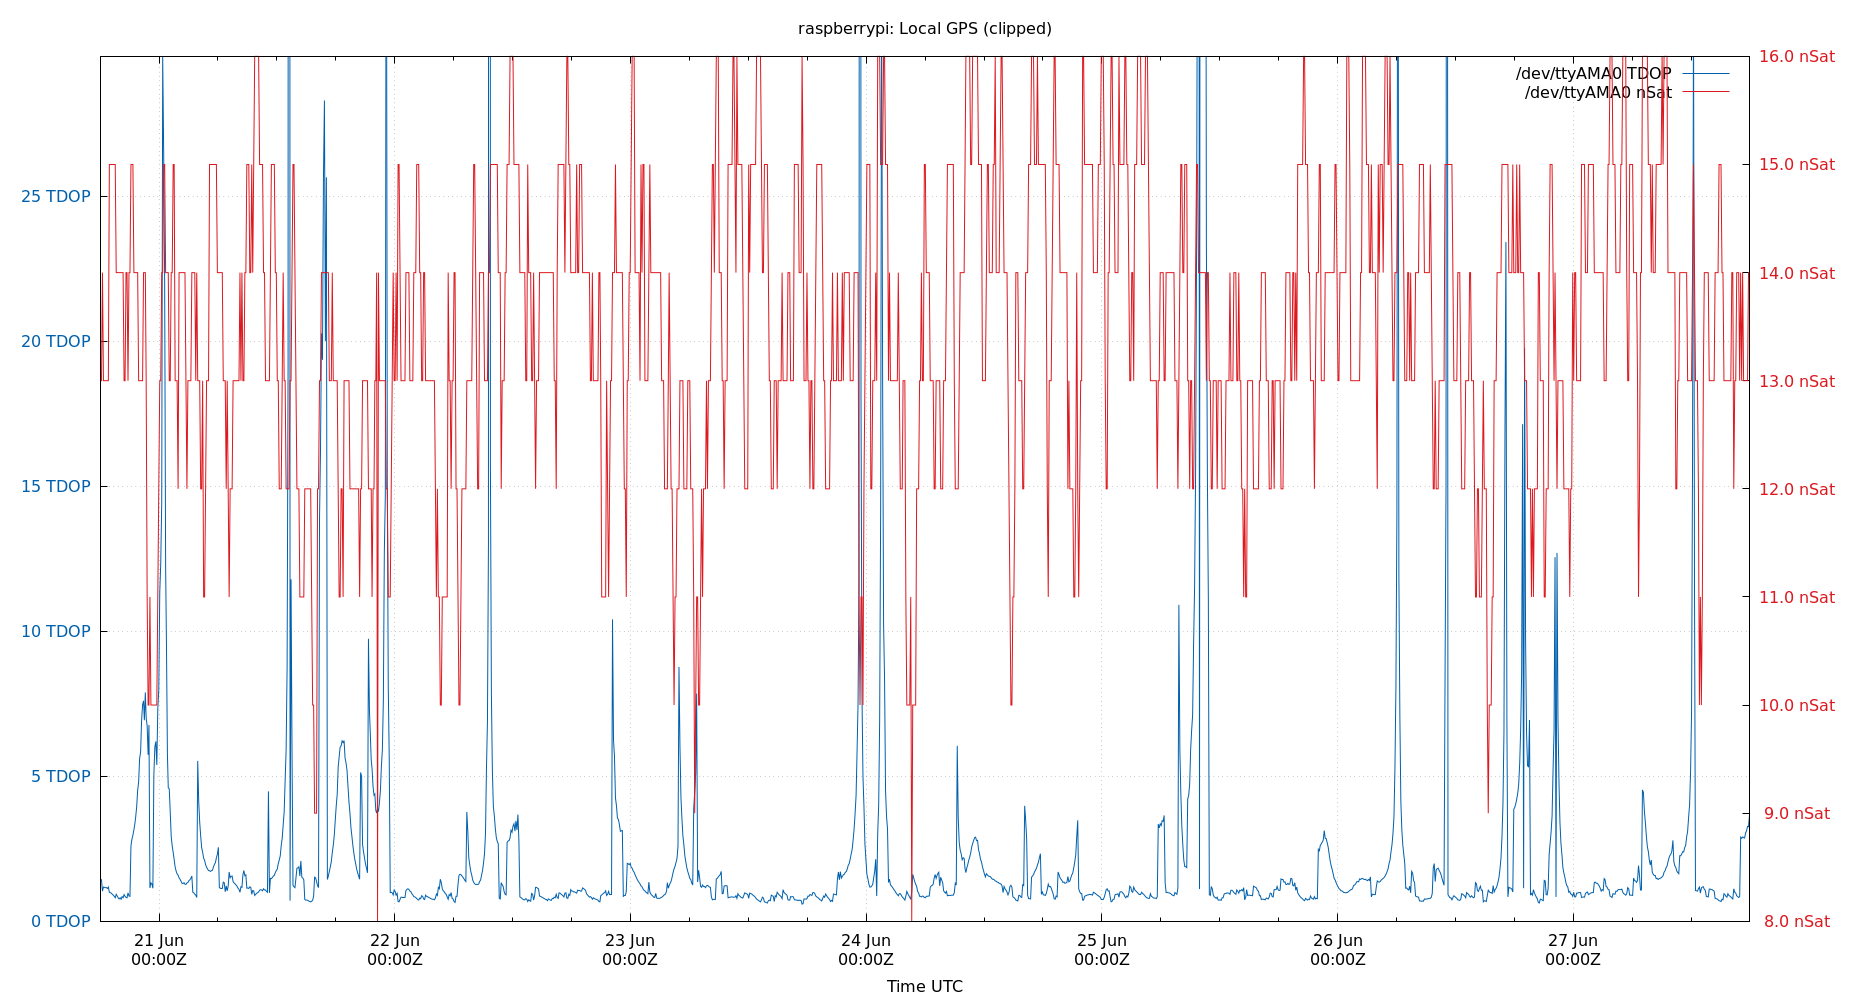 raspberrypi: Local GPS (clipped)
/dev/ttyAMA0 TDOP
/dev/ttyAMA0 nSat
25 TDOP
20 TDOP
15 TDOP
10 TDOP
5 TDOP
0 TDOP
16.0 nSat
15.0 nSat
14.0 nSat
13.0 nSat
12.0 nSat
11.0 nSat
10.0 nSat
9.0 nSat
8.0 nSat
21 Jun
00:00Z
22 Jun
00:00Z
23 Jun
00:00Z
24 Jun
00:00Z
25 Jun
00:00Z
26 Jun
00:00Z
27 Jun
00:00Z
Time UTC